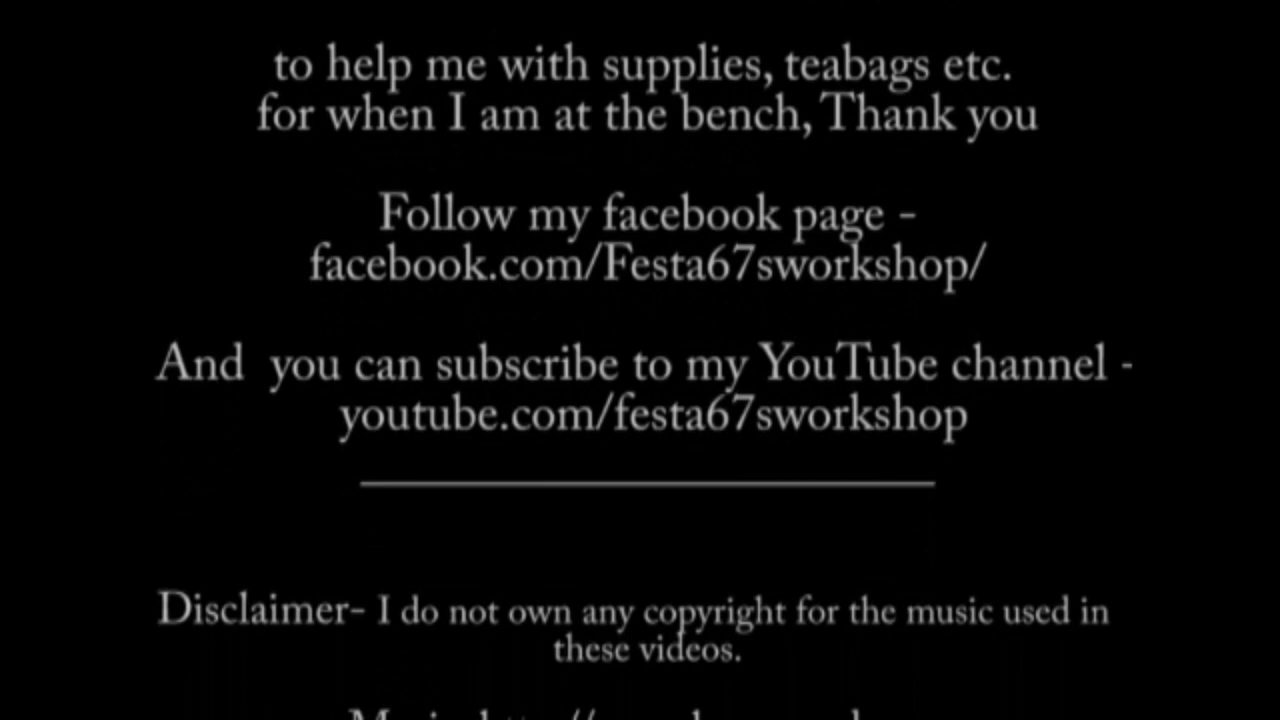 to help me with supplies, teabags etc.
for when I am at the bench, Thank you
Follow my facebook page -
facebook.com/Festa67sworkshop/
And you can subscribe to my YouTube channel -
youtube.com/festa67sworkshop
Disclaimer- I do not own any copyright for the music used in
these videos.